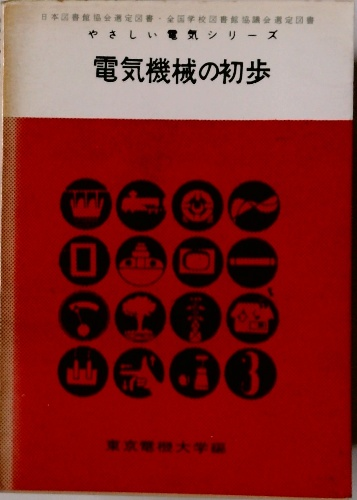 日本図書館協会選定図書・全国学校図書館協議会選定図書
やさしい電気シリーズ
電気機械の初歩
3
東京電機大学編